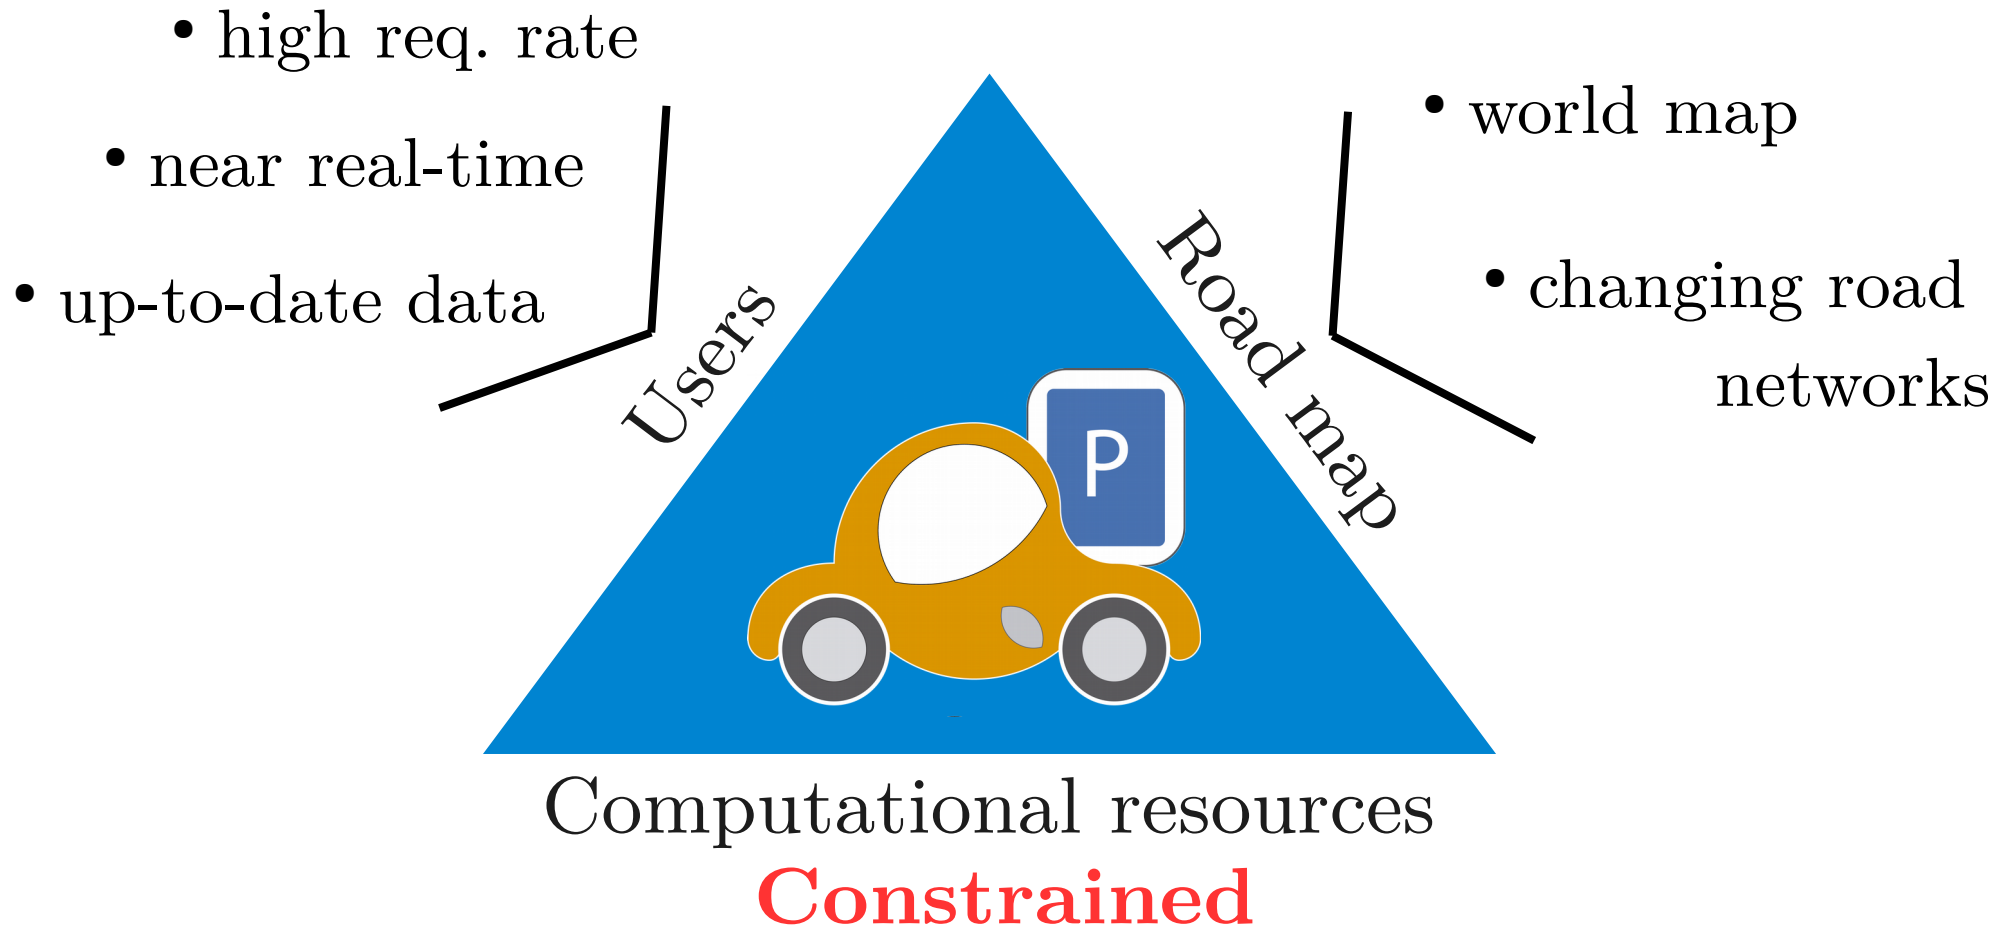 • high req. rate
• near real-time
• up-to-date data
Users
• world map
• changing road
networks
Road map
P
Computational resources
Constrained